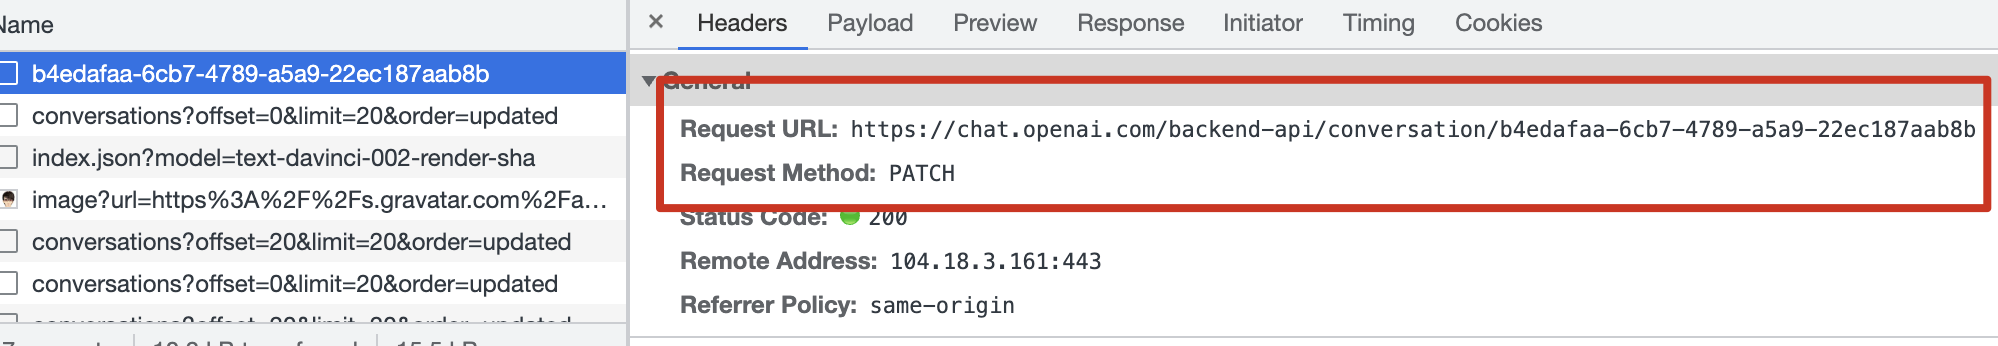 Name
b4edafaa-6cb7-4789-a5a9-22ec187aab8b
conversations?offset=0&limit=20&order=updated
index.json?model=text-davinci-002-render-sha
image?url=https%3A%2F%2Fs.gravatar.com%2Fa...
conversations?offset=20&limit=20&order=updated
conversations?offset=0&limit=20&order=updated
Headers Payload Preview Response Initiator Timing Cookies
General
Request URL: https://chat.openai.com/backend-api/conversation/b4edafaa-6cb7-4789-a5a9-22ec187aab8b
Request Method: PATCH
Status Code: 200
Remote Address: 104.18.3.161:443
Referrer Policy: same-origin